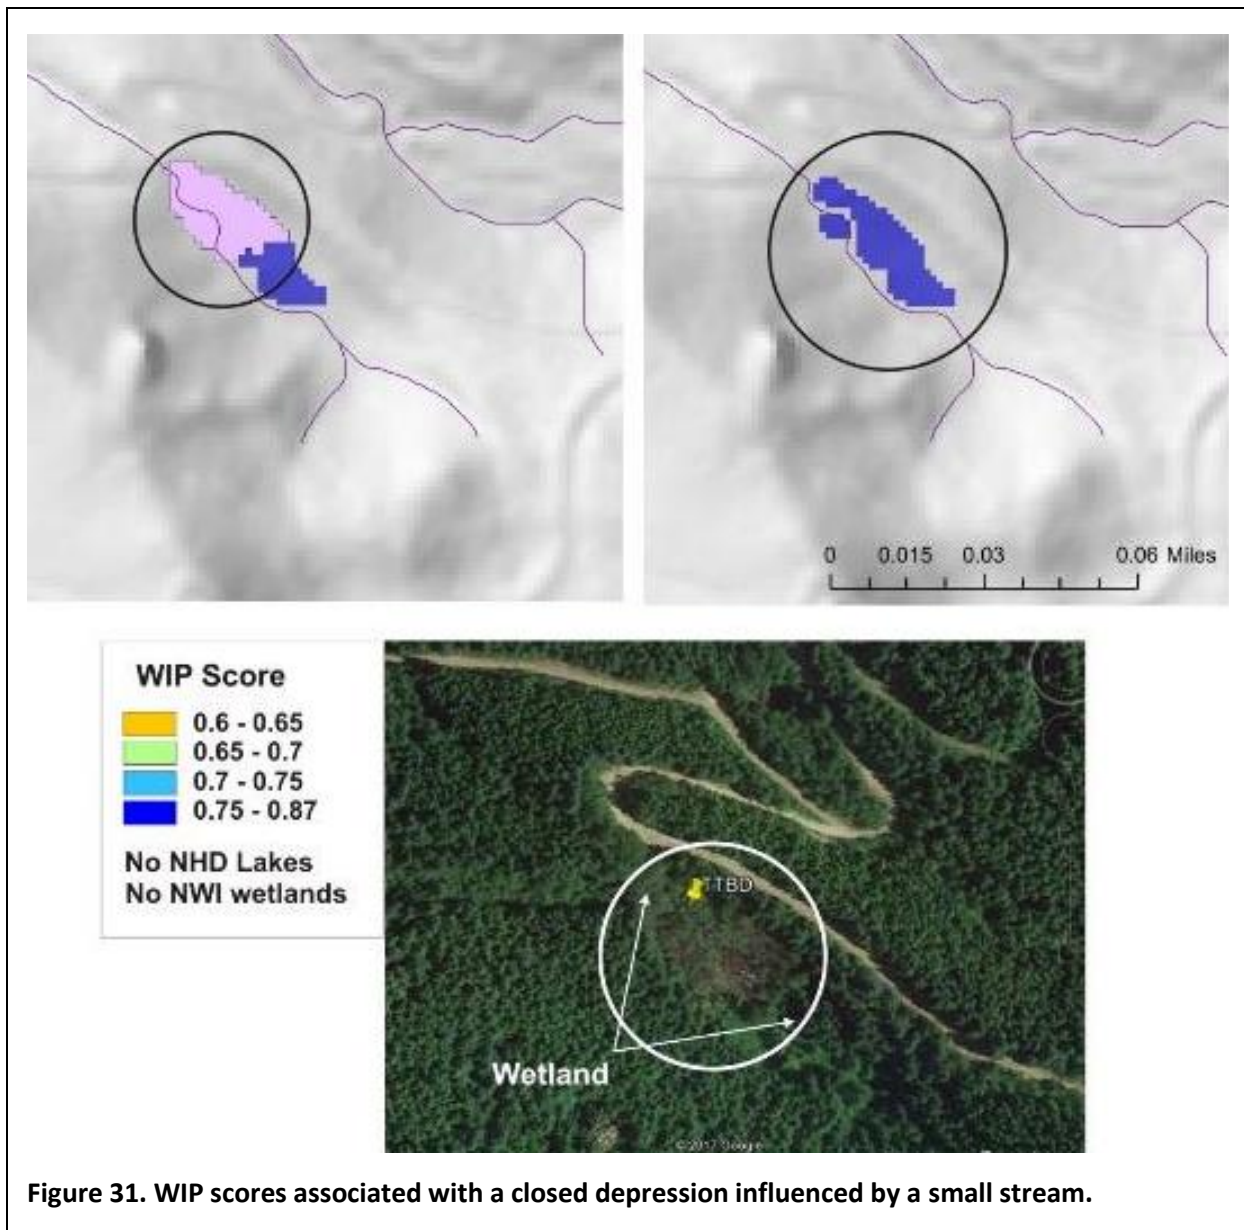 0 0.015 0.03 0.06 Miles
WIP Score
0.6 - 0.65
0.65 - 0.7
0.7 - 0.75
0.75 - 0.87
No NHD Lakes
No NWI wetlands
TTBD
Wetland
© 2017 Google
Figure 31. WIP scores associated with a closed depression influenced by a small stream.